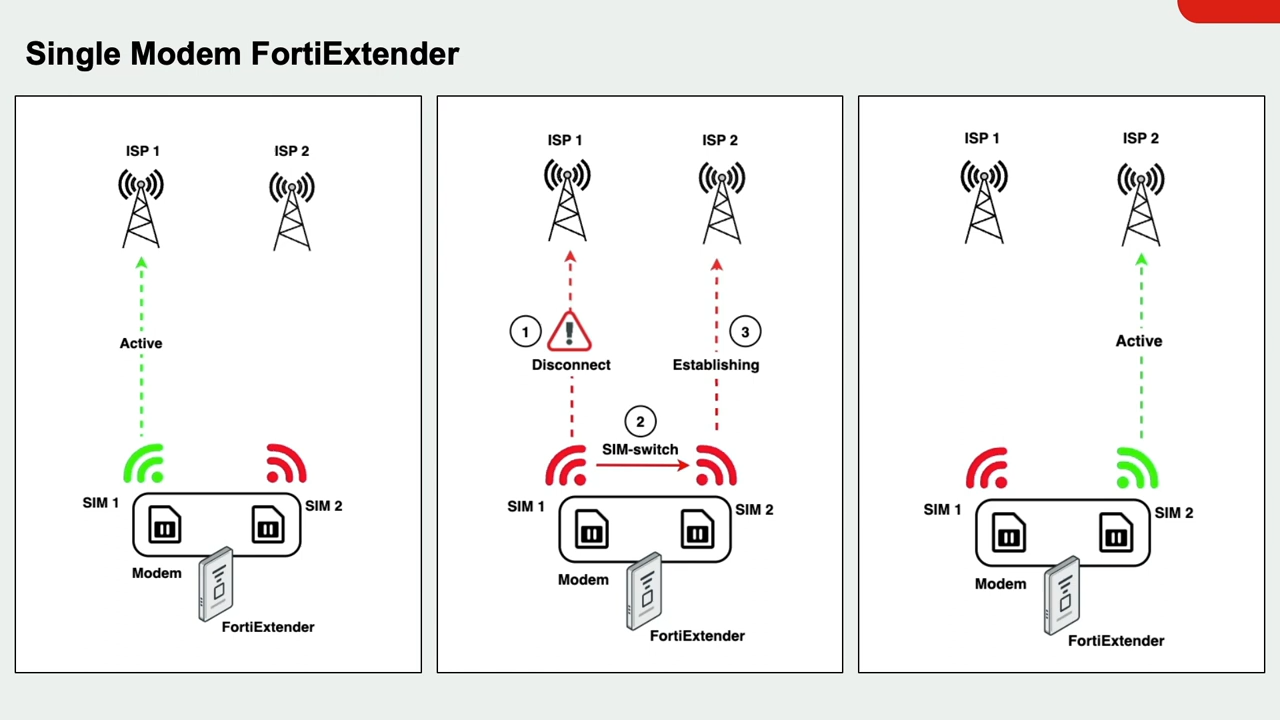 Single Modem FortiExtender
ISP 1
ISP 2
Active
SIM 1
SIM 2
Modem
FortiExtender
ISP 1
ISP 2
1
3
Disconnect
Establishing
2
SIM-switch
SIM 1
SIM 2
Modem
FortiExtender
ISP 1
ISP 2
Active
SIM 1
SIM 2
Modem
FortiExtender